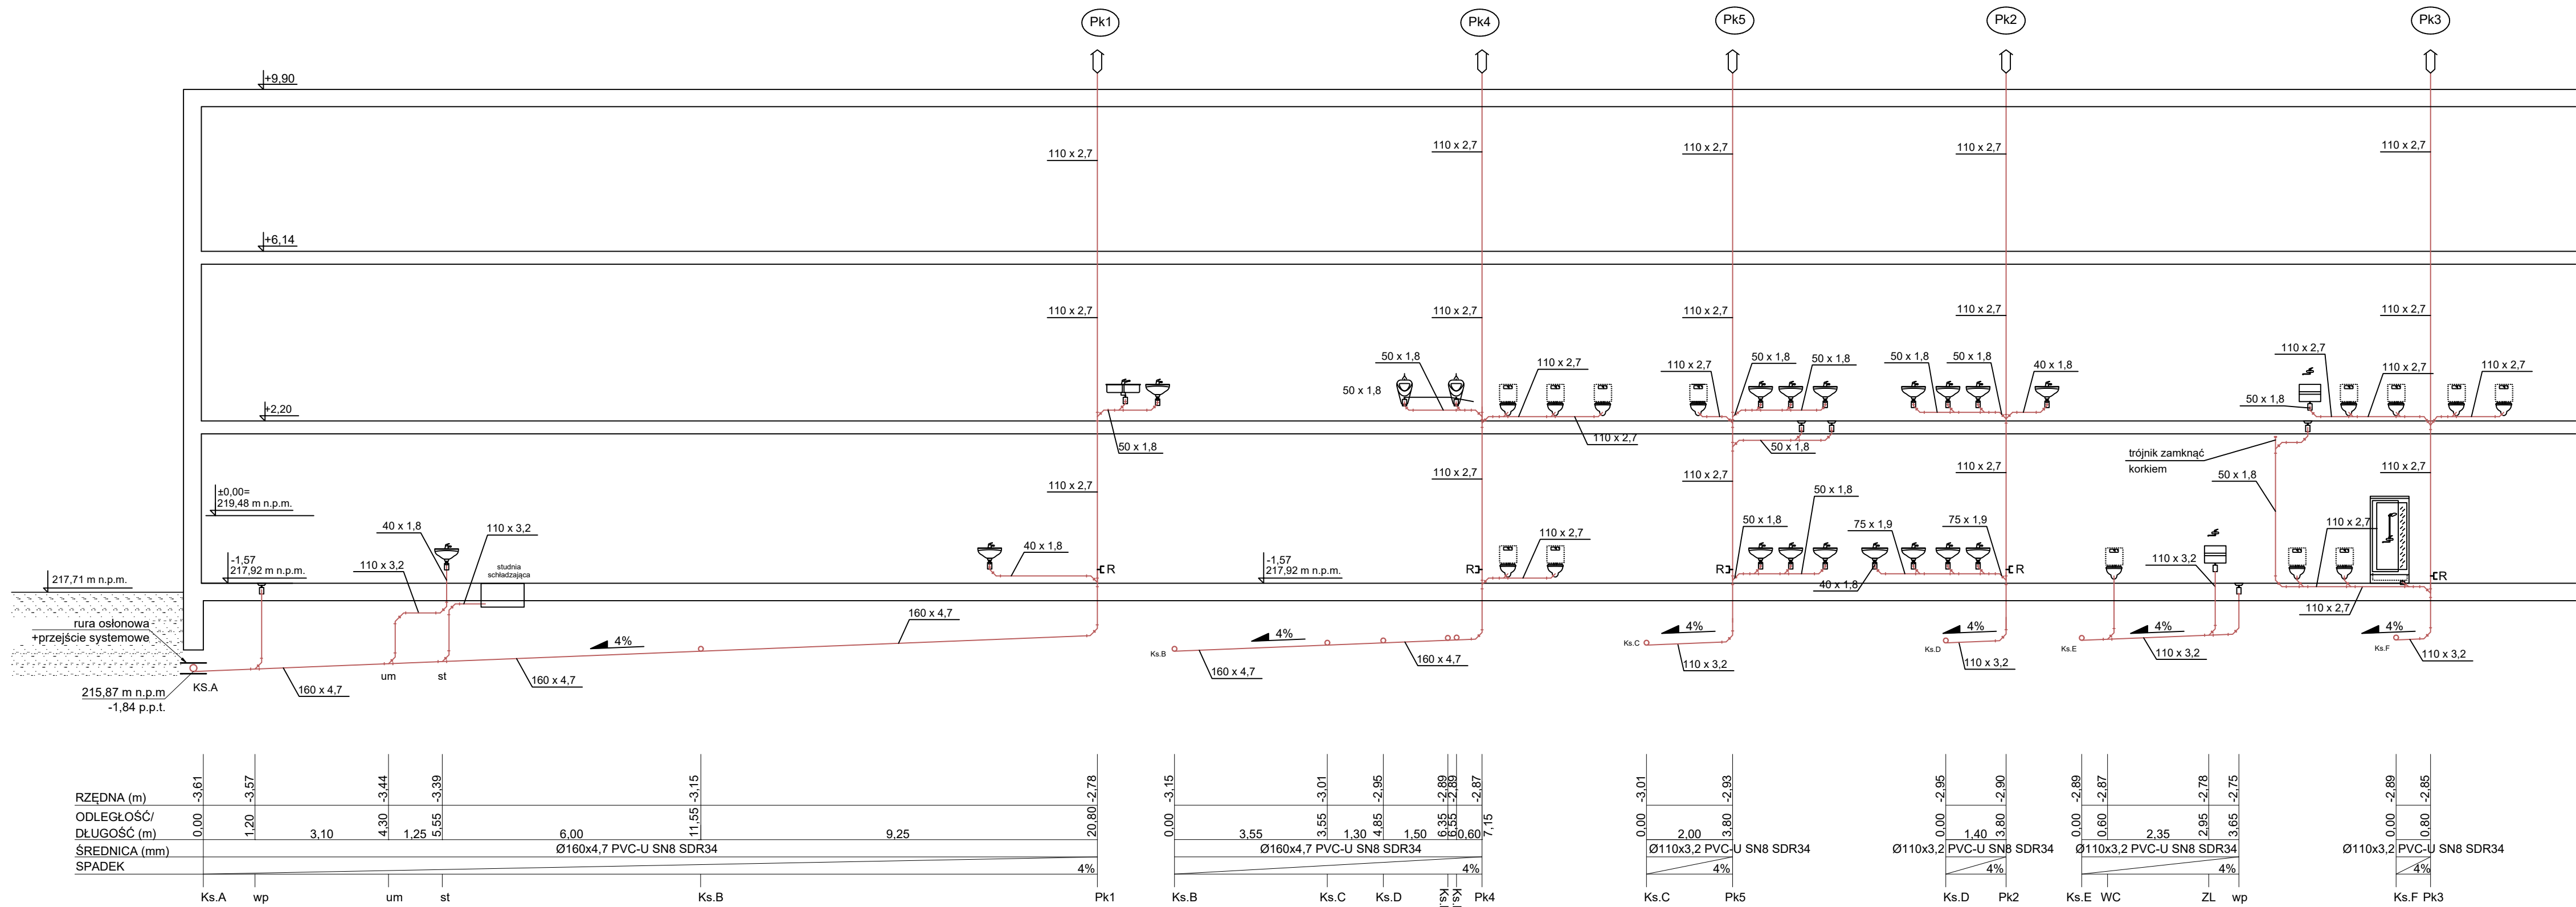 Pk1
Pk4
Pk5
Pk2
Pk3
+9,90
110 x 2,7
110 x 2,7
110 x 2,7
110 x 2,7
110 x 2,7
+6,14
110 x 2,7
110 x 2,7
110 x 2,7
110 x 2,7
110 x 2,7
50 x 1,8
50 x 1,8
110 x 2,7
110 x 2,7
50 x 1,8
50 x 1,8
50 x 1,8
50 x 1,8
40 x 1,8
110 x 2,7
110 x 2,7
110 x 2,7
50 x 1,8
+2,20
50 x 1,8
110 x 2,7
50 x 1,8
trójnik zamknąć
korkiem
110 x 2,7
110 x 2,7
110 x 2,7
110 x 2,7
110 x 2,7
50 x 1,8
±0,00=
219,48 m n.p.m.
40 x 1,8
110 x 3,2
50 x 1,8
50 x 1,8
75 x 1,9
75 x 1,9
110 x 2,7
110 x 2,7
40 x 1,8
110 x 3,2
110 x 3,2
studnia
schładzająca
-1,57
217,92 m n.p.m.
-1,57
217,92 m n.p.m.
R
R
R
R
R
40 x 1,8
217,71 m n.p.m.
110 x 2,7
rura osłonowa
+przejście systemowe
160 x 4,7
4%
4%
4%
4%
4%
Ks.B
Ks.C
Ks.D
Ks.E
Ks.F
160 x 4,7
160 x 4,7
110 x 3,2
110 x 3,2
110 x 3,2
110 x 3,2
KS.A
um
st
160 x 4,7
160 x 4,7
215,87 m n.p.m
-1,84 p.p.t.
RZĘDNA (m)
-3,61 -3,57 -3,44 -3,39 -3,15 -2,78
-3,15 -3,01 -2,95 -2,89 -2,89 -2,87
-3,01 -2,93
-2,95 -2,90
-2,89 -2,87 -2,78 -2,75
-2,89 -2,85
ODLEGŁOŚĆ/
DŁUGOŚĆ (m)
0,00 1,20 3,10 4,30 1,25 5,55 6,00 11,55 9,25 20,80
0,00 3,55 3,55 1,30 4,85 1,50 6,35 6,55 0,60 7,15
0,00 2,00 3,80
0,00 1,40 3,80
0,00 0,60 2,35 2,95 3,65
0,00 0,80
ŚREDNICA (mm)
Ø160x4,7 PVC-U SN8 SDR34
Ø160x4,7 PVC-U SN8 SDR34
Ø110x3,2 PVC-U SN8 SDR34
Ø110x3,2 PVC-U SN8 SDR34
Ø110x3,2 PVC-U SN8 SDR34
Ø110x3,2 PVC-U SN8 SDR34
SPADEK
4%
4%
4%
4%
4%
4%
Ks.A wp um st Ks.B Pk1
Ks.B Ks.C Ks.D Pk4
Ks.C Pk5
Ks.D Pk2
Ks.E WC ZL wp
Ks.F Pk3